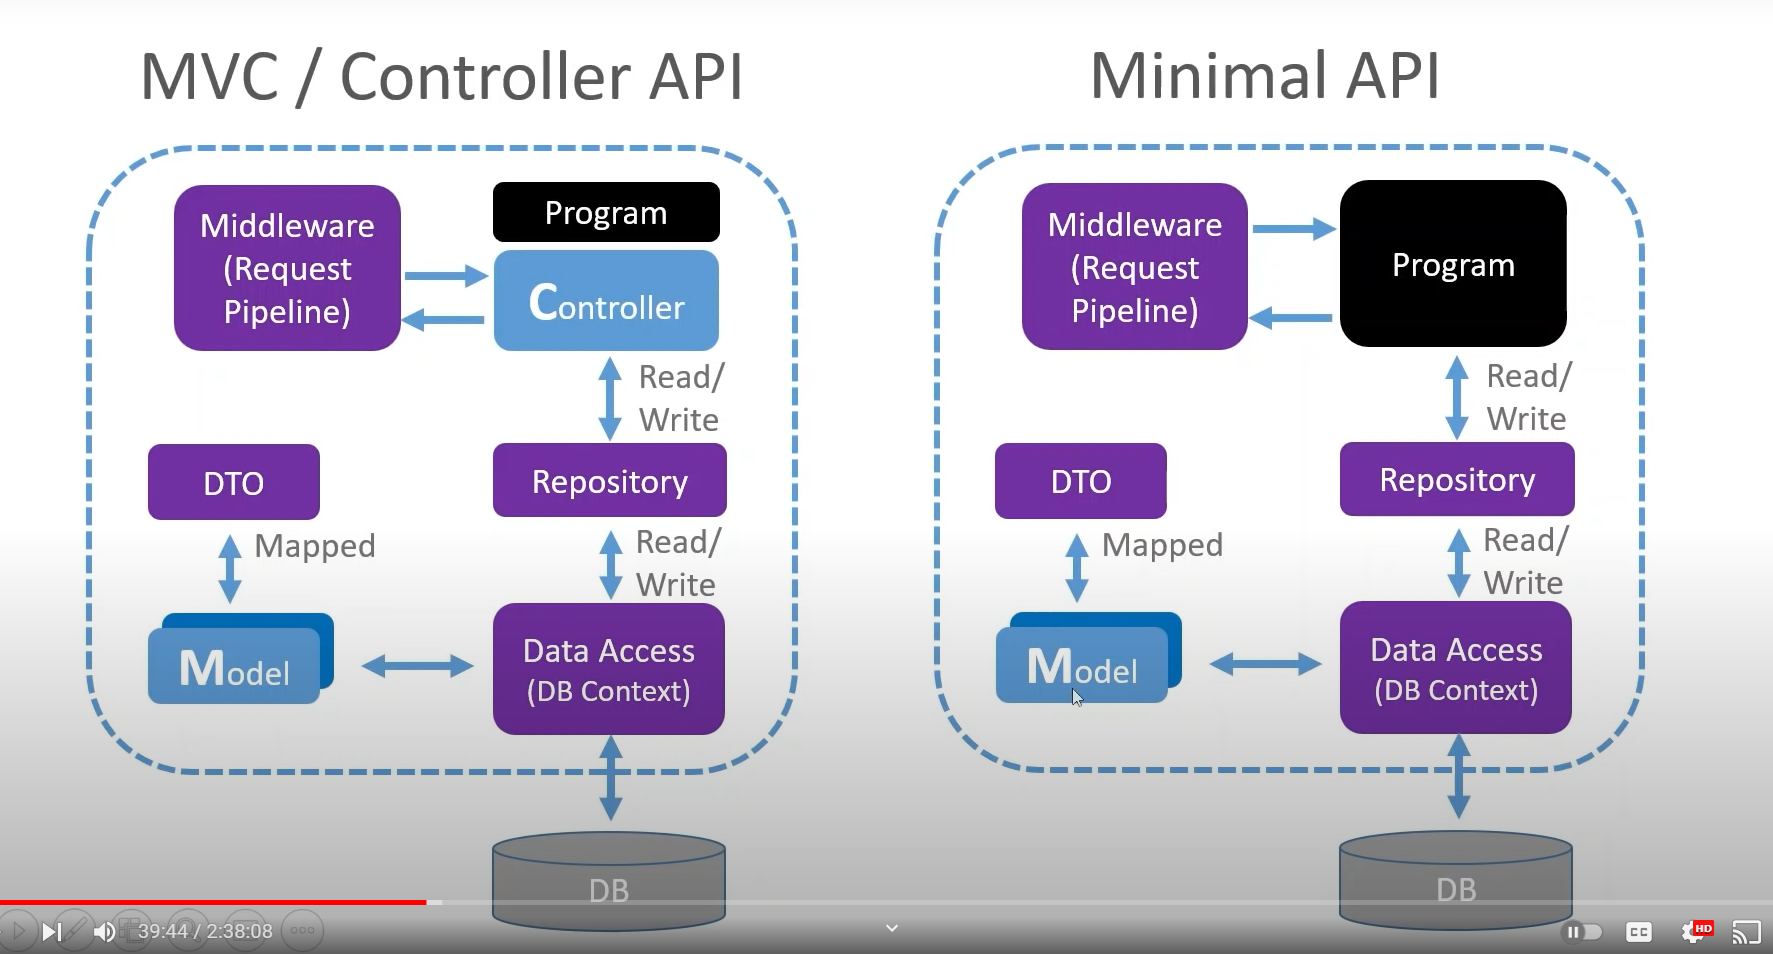 MVC / Controller API
Middleware
(Request
Pipeline)
Program
Controller
Read/
Write
DTO
Repository
Mapped
Read/
Write
Model
Data Access
(DB Context)
DB
Minimal API
Middleware
(Request
Pipeline)
Program
Read/
Write
DTO
Repository
Mapped
Read/
Write
Model
Data Access
(DB Context)
DB
39:44 / 2:38:08
CC
HD